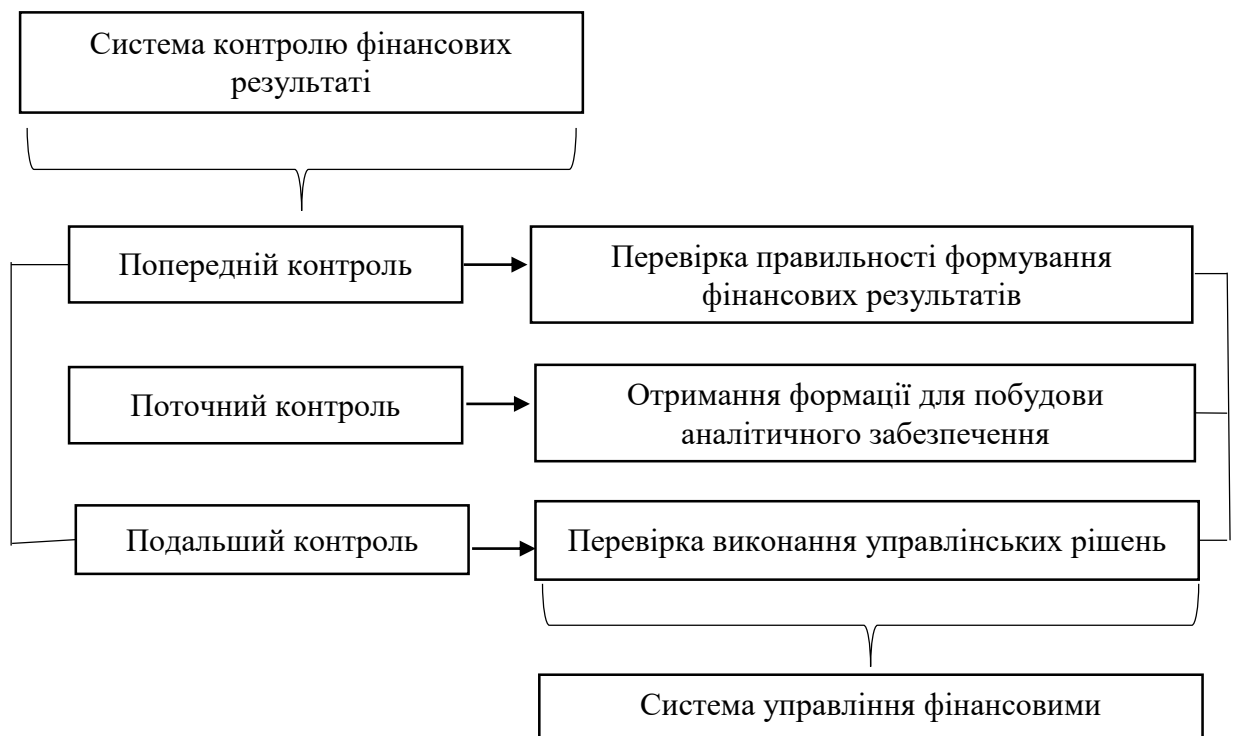 Система контролю фінансових
результаті
Попередній контроль
Перевірка правильності формування
фінансових результатів
Поточний контроль
Отримання формації для побудови
аналітичного забезпечення
Подальший контроль
Перевірка виконання управлінських рішень
Система управління фінансовими